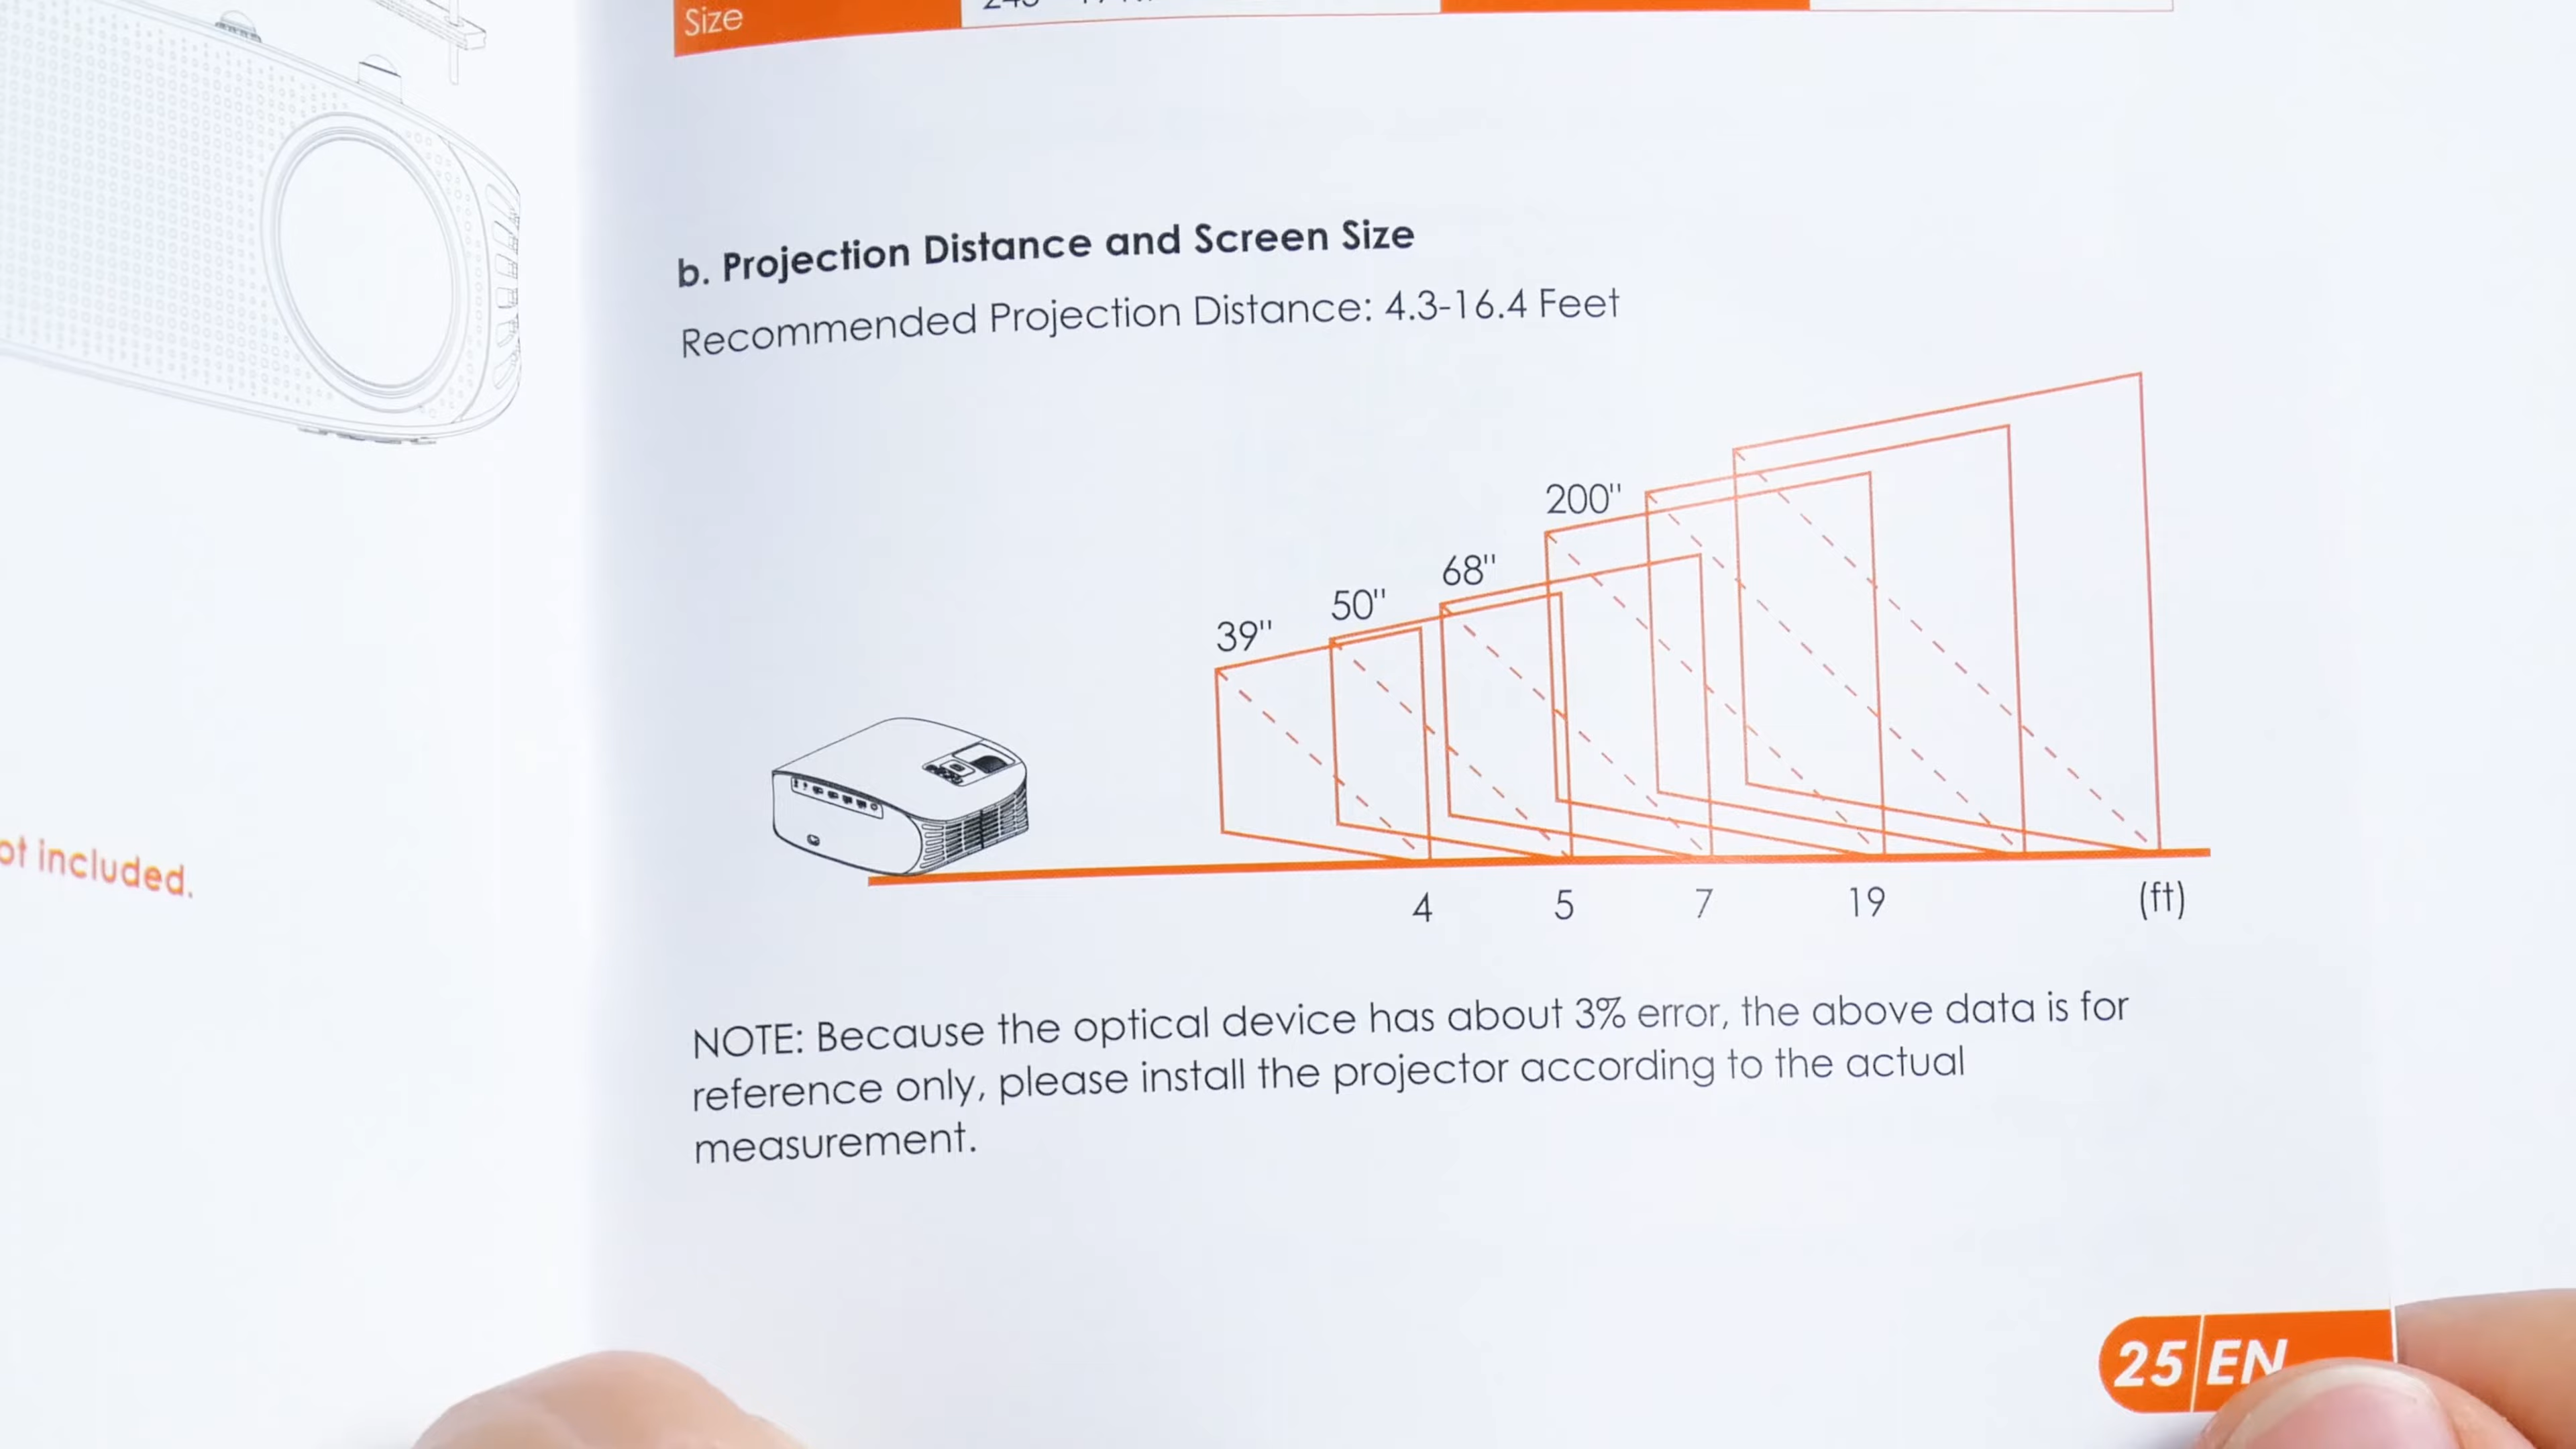 Size
b. Projection Distance and Screen Size
Recommended Projection Distance: 4.3-16.4 Feet
200"
68"
50"
39"
4 5 7 19 (ft)
ot included.
NOTE: Because the optical device has about 3% error, the above data is for
reference only, please install the projector according to the actual
measurement.
25 EN